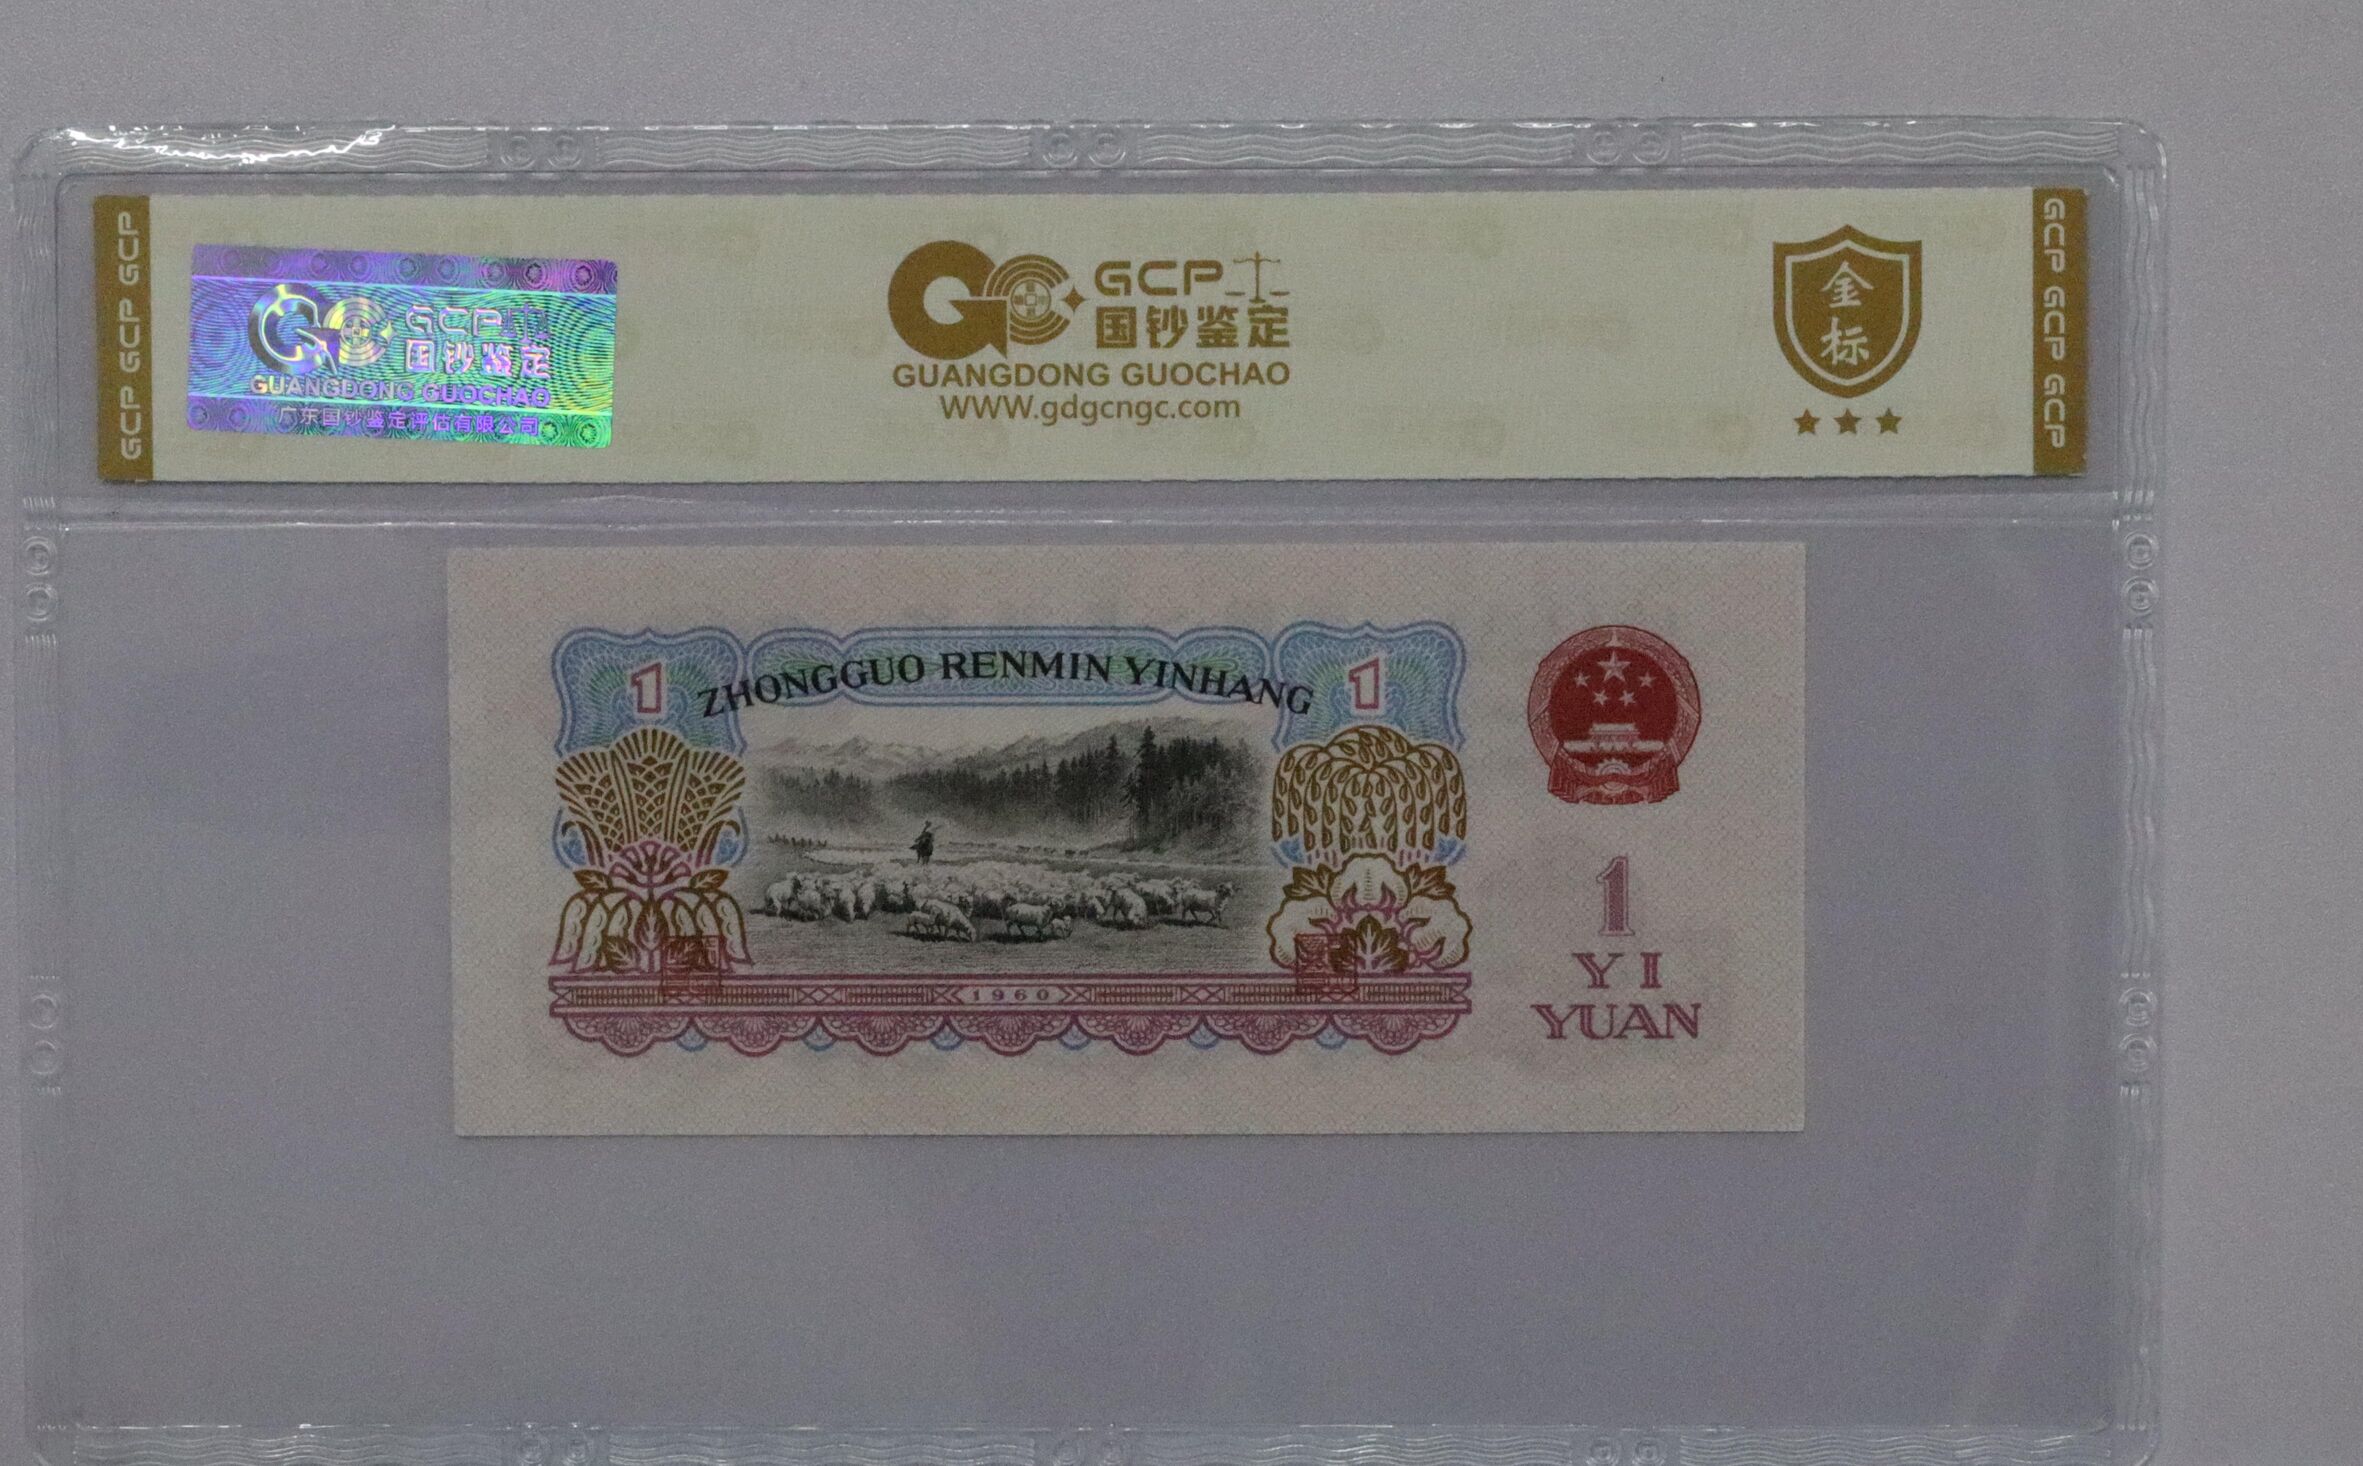 GCP GCP GCP
GCP
国钞鉴定
GUANGDONG GUOCHAO
广东国钞鉴定评估有限公司
GCP
国钞鉴定
GUANGDONG GUOCHAO
WWW.gdgcngc.com
金
标
GCP GCP GCP
1
ZHONGGUO RENMIN YINHANG
1
1960
1
YI
YUAN